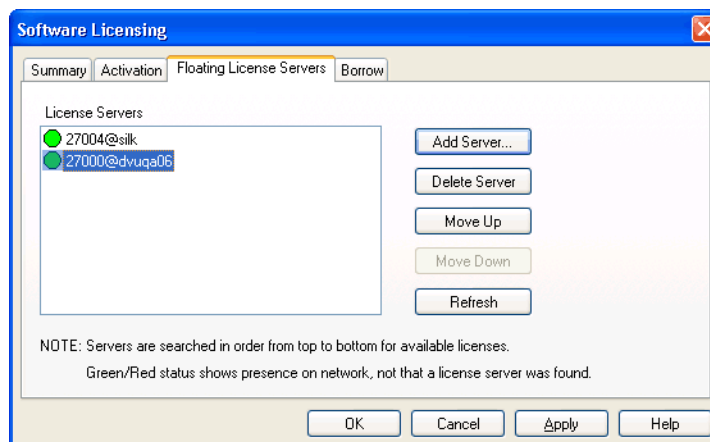 Software Licensing
Summary Activation Floating License Servers Borrow
License Servers
27004@silk
27000@dvuqa06
Add Server...
Delete Server
Move Up
Move Down
Refresh
NOTE: Servers are searched in order from top to bottom for available licenses.
Green/Red status shows presence on network, not that a license server was found.
OK Cancel Apply Help